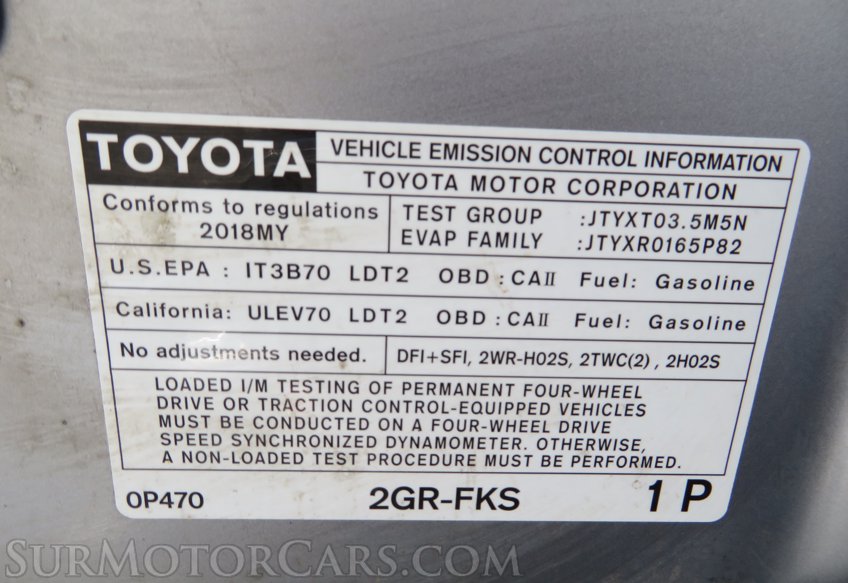 TOYOTA
VEHICLE EMISSION CONTROL INFORMATION
TOYOTA MOTOR CORPORATION
Conforms to regulations
2018MY
TEST GROUP :JTYXT03.5M5N
EVAP FAMILY :JTYXR0165P82
U.S.EPA : IT3B70 LDT2 OBD : CAII Fuel: Gasoline
California: ULEV70 LDT2 OBD : CAII Fuel: Gasoline
No adjustments needed.
DFI+SFI, 2WR-HO2S, 2TWC(2) , 2HO2S
LOADED I/M TESTING OF PERMANENT FOUR-WHEEL
DRIVE OR TRACTION CONTROL-EQUIPPED VEHICLES
MUST BE CONDUCTED ON A FOUR-WHEEL DRIVE
SPEED SYNCHRONIZED DYNAMOMETER. OTHERWISE,
A NON-LOADED TEST PROCEDURE MUST BE PERFORMED.
0P470 2GR-FKS 1 P
SURMOTORCARS.COM